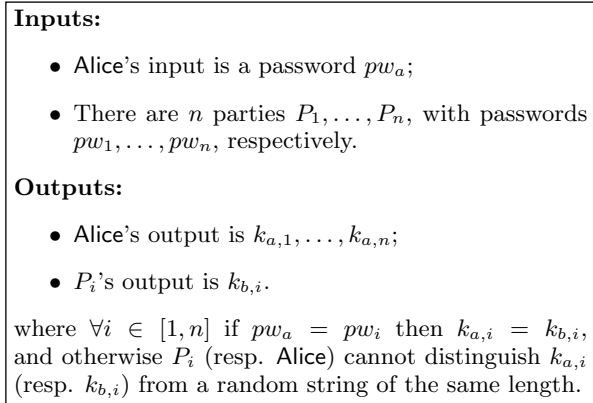 Inputs:
• Alice's input is a password pw_a;
• There are n parties P_1, . . . , P_n, with passwords
pw_1, . . . , pw_n, respectively.
Outputs:
• Alice's output is k_{a,1}, . . . , k_{a,n};
• P_i's output is k_{b,i}.
where ∀i ∈ [1, n] if pw_a = pw_i then k_{a,i} = k_{b,i},
and otherwise P_i (resp. Alice) cannot distinguish k_{a,i}
(resp. k_{b,i}) from a random string of the same length.